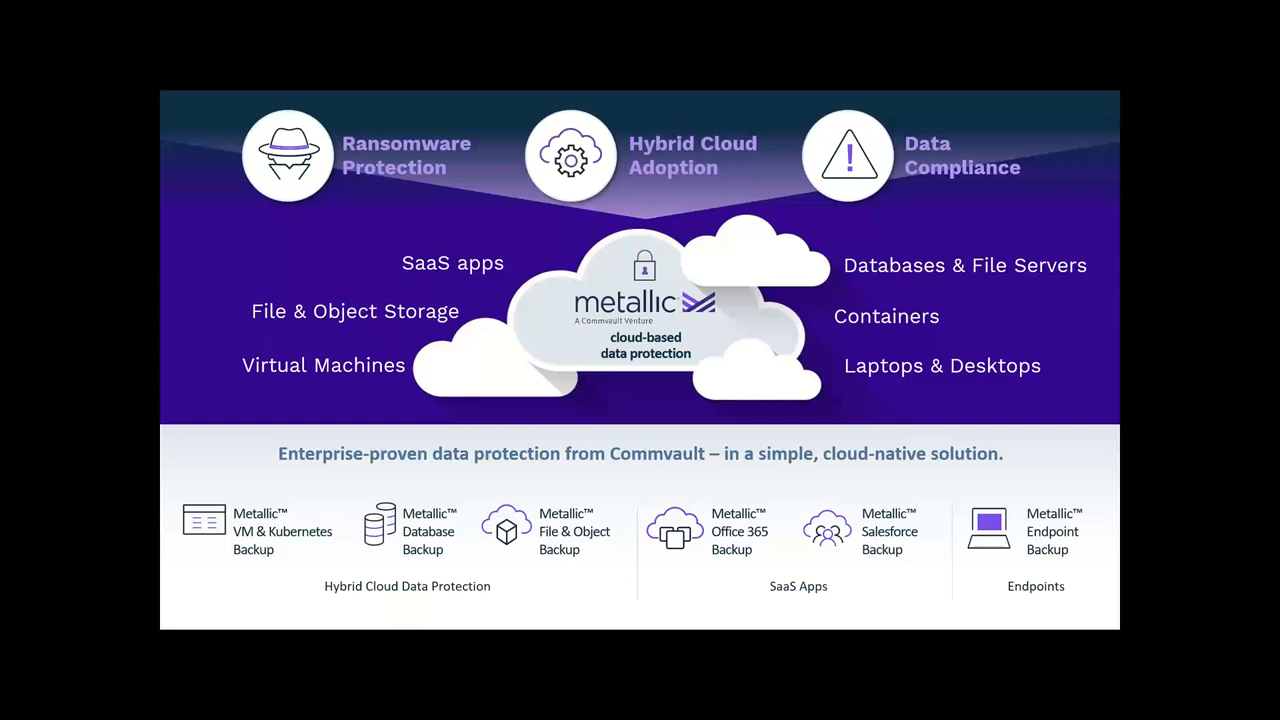 Ransomware
Protection
Hybrid Cloud
Adoption
Data
Compliance
SaaS apps
File & Object Storage
Virtual Machines
metallic
A Commvault Venture
cloud-based
data protection
Databases & File Servers
Containers
Laptops & Desktops
Enterprise-proven data protection from Commvault – in a simple, cloud-native solution.
Metallic™
VM & Kubernetes
Backup
Metallic™
Database
Backup
Metallic™
File & Object
Backup
Hybrid Cloud Data Protection
Metallic™
Office 365
Backup
Metallic™
Salesforce
Backup
SaaS Apps
Metallic™
Endpoint
Backup
Endpoints